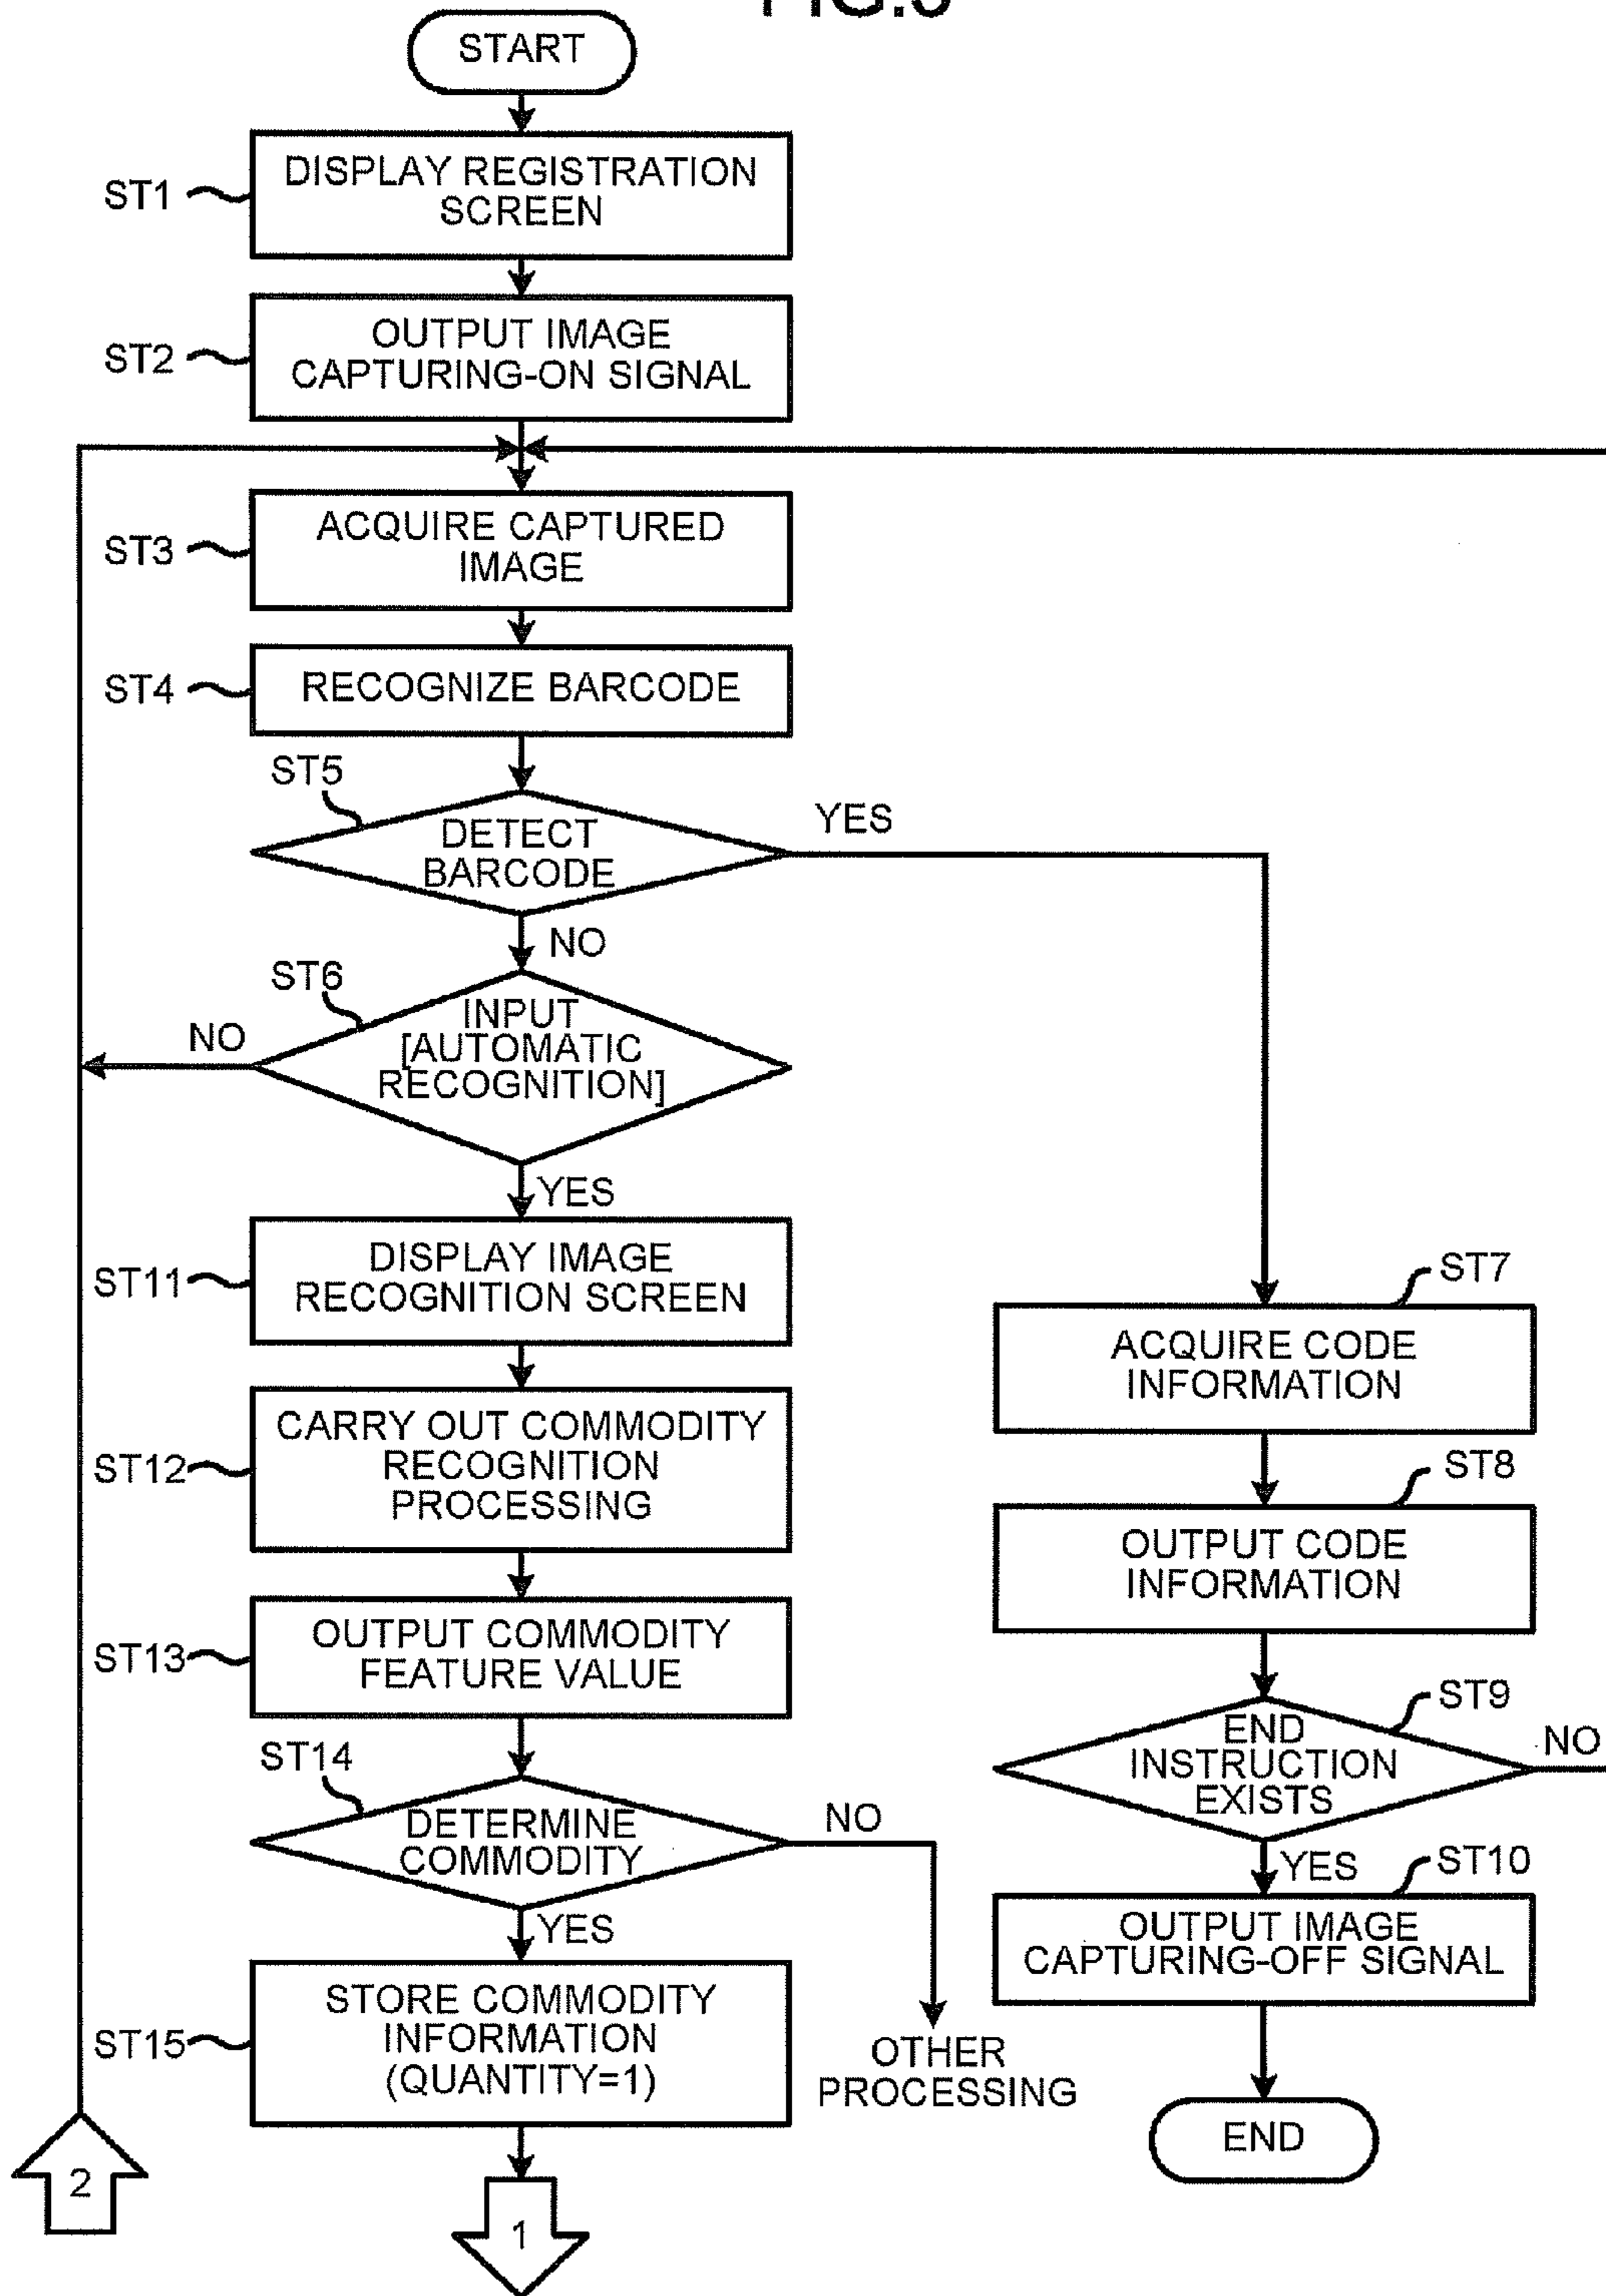 FIG.
START
ST1
DISPLAY REGISTRATION
SCREEN
ST2
OUTPUT IMAGE
CAPTURING-ON SIGNAL
ST3
ACQUIRE CAPTURED
IMAGE
ST4
RECOGNIZE BARCODE
ST5
DETECT
BARCODE
YES
NO
ST6
INPUT
[AUTOMATIC
RECOGNITION]
NO
YES
ST11
DISPLAY IMAGE
RECOGNITION SCREEN
ST12
CARRY OUT COMMODITY
RECOGNITION
PROCESSING
ST13
OUTPUT COMMODITY
FEATURE VALUE
ST14
DETERMINE
COMMODITY
NO
OTHER
PROCESSING
YES
ST15
STORE COMMODITY
INFORMATION
(QUANTITY=1)
2
1
ST7
ACQUIRE CODE
INFORMATION
ST8
OUTPUT CODE
INFORMATION
ST9
END
INSTRUCTION
EXISTS
NO
YES
ST10
OUTPUT IMAGE
CAPTURING-OFF SIGNAL
END